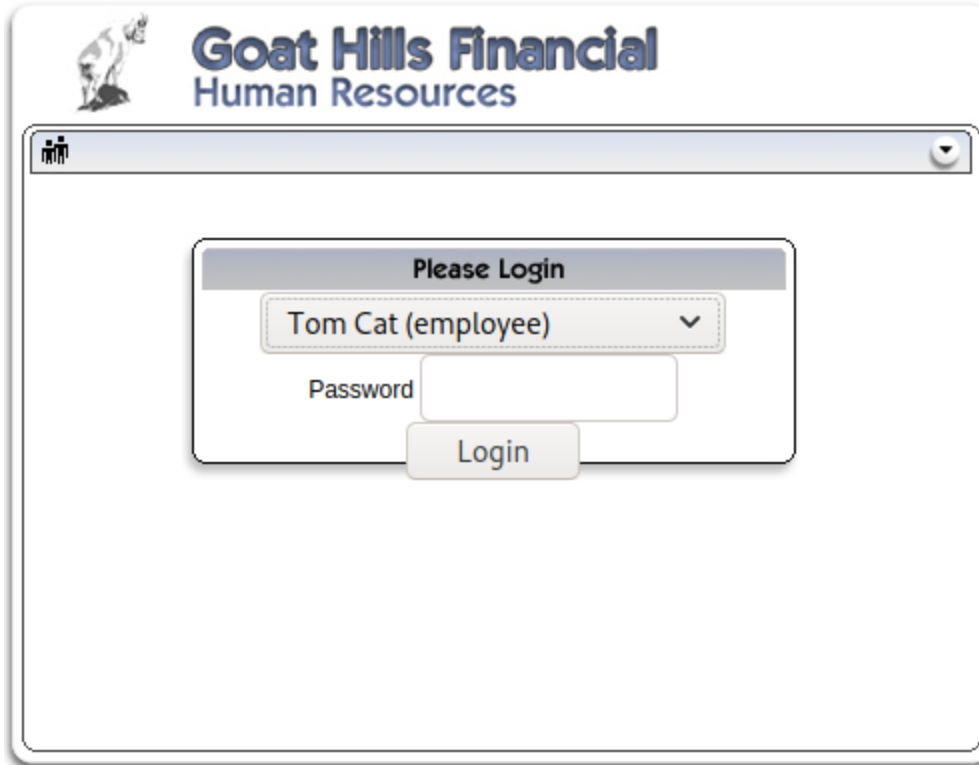 Goat Hills Financial
Human Resources
Please Login
Tom Cat (employee)
Password
Login